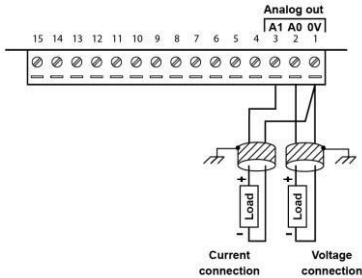 Analog out
A1 A0 0V
15 14 13 12 11 10 9 8 7 6 5 4 3 2 1
+ +
Load Load
- -
Current connection
Voltage connection